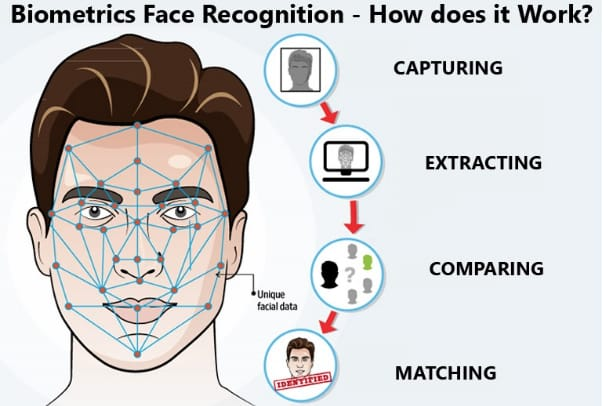 Biometrics Face Recognition - How does it Work?
CAPTURING
EXTRACTING
?
COMPARING
Unique
facial data
IDENTIFIED
MATCHING